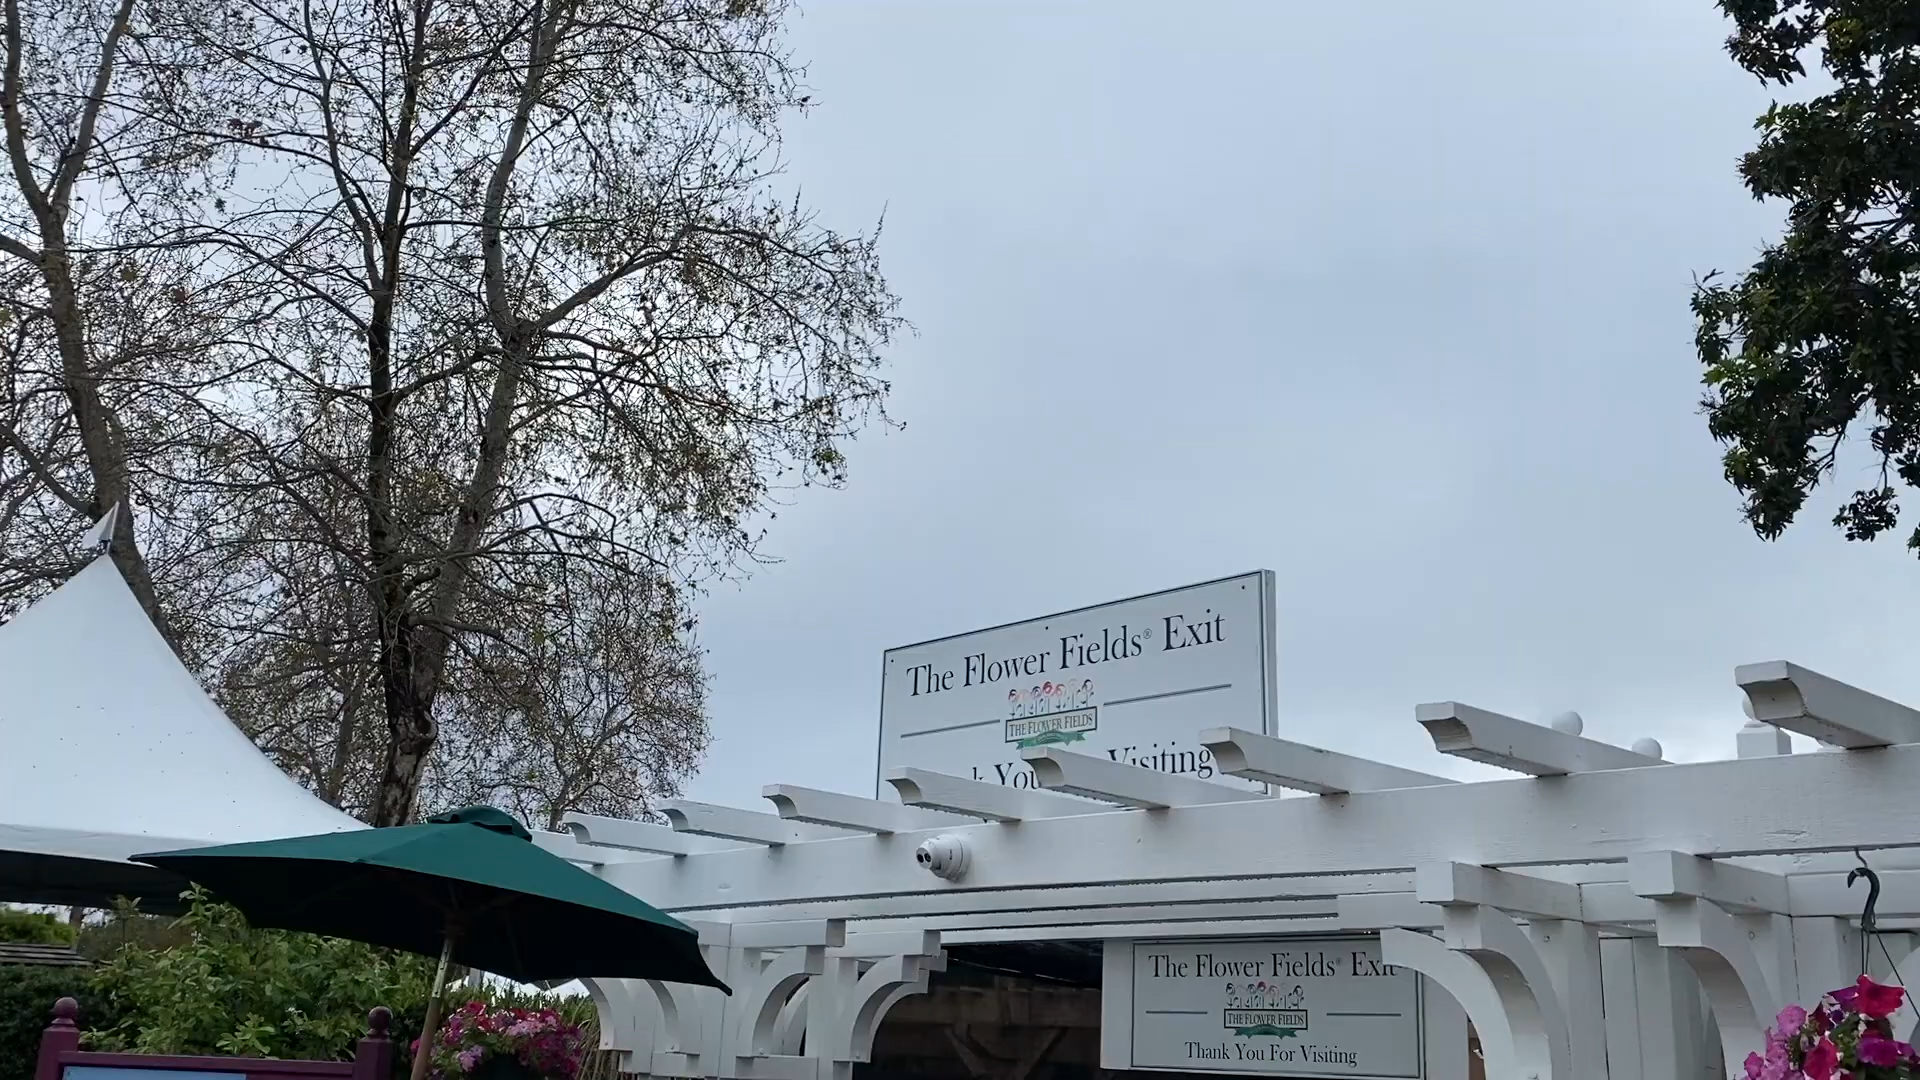 The Flower Fields® Exit
THE FLOWER FIELDS
You Visiting
The Flower Fields® Exit
THE FLOWER FIELDS
Thank You For Visiting